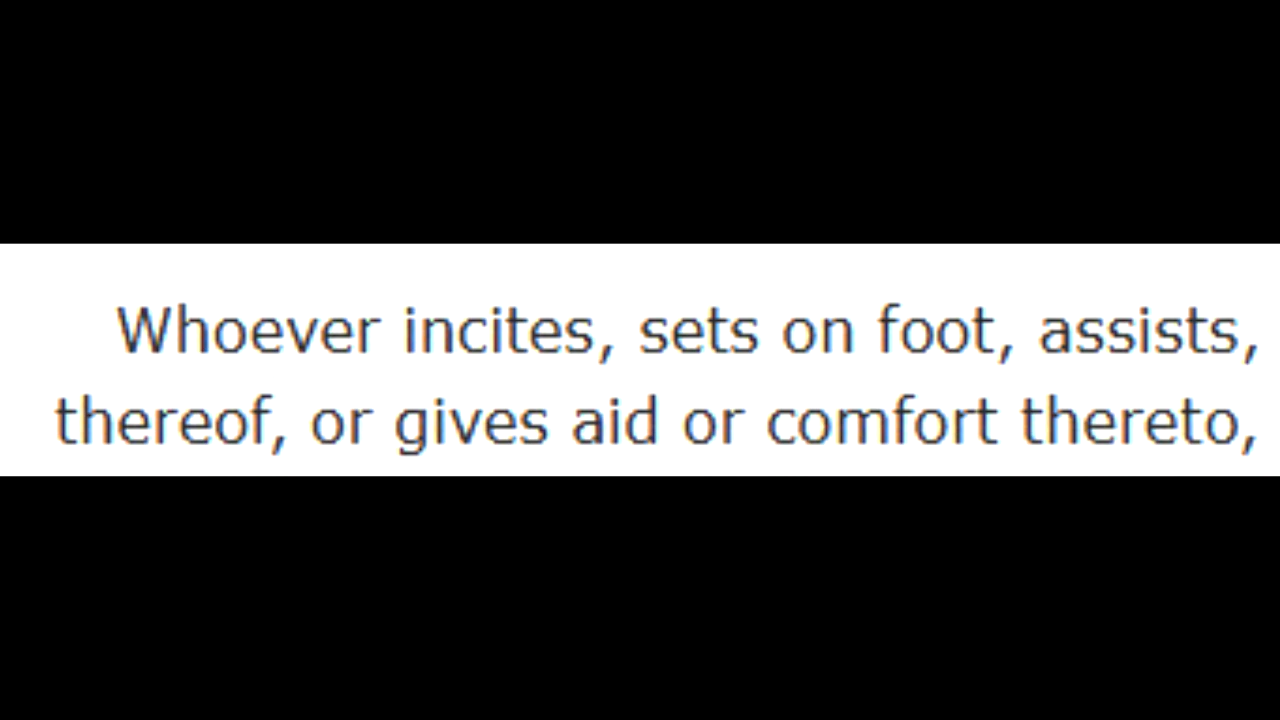 Whoever incites, sets on foot, assists,
thereof, or gives aid or comfort thereto,